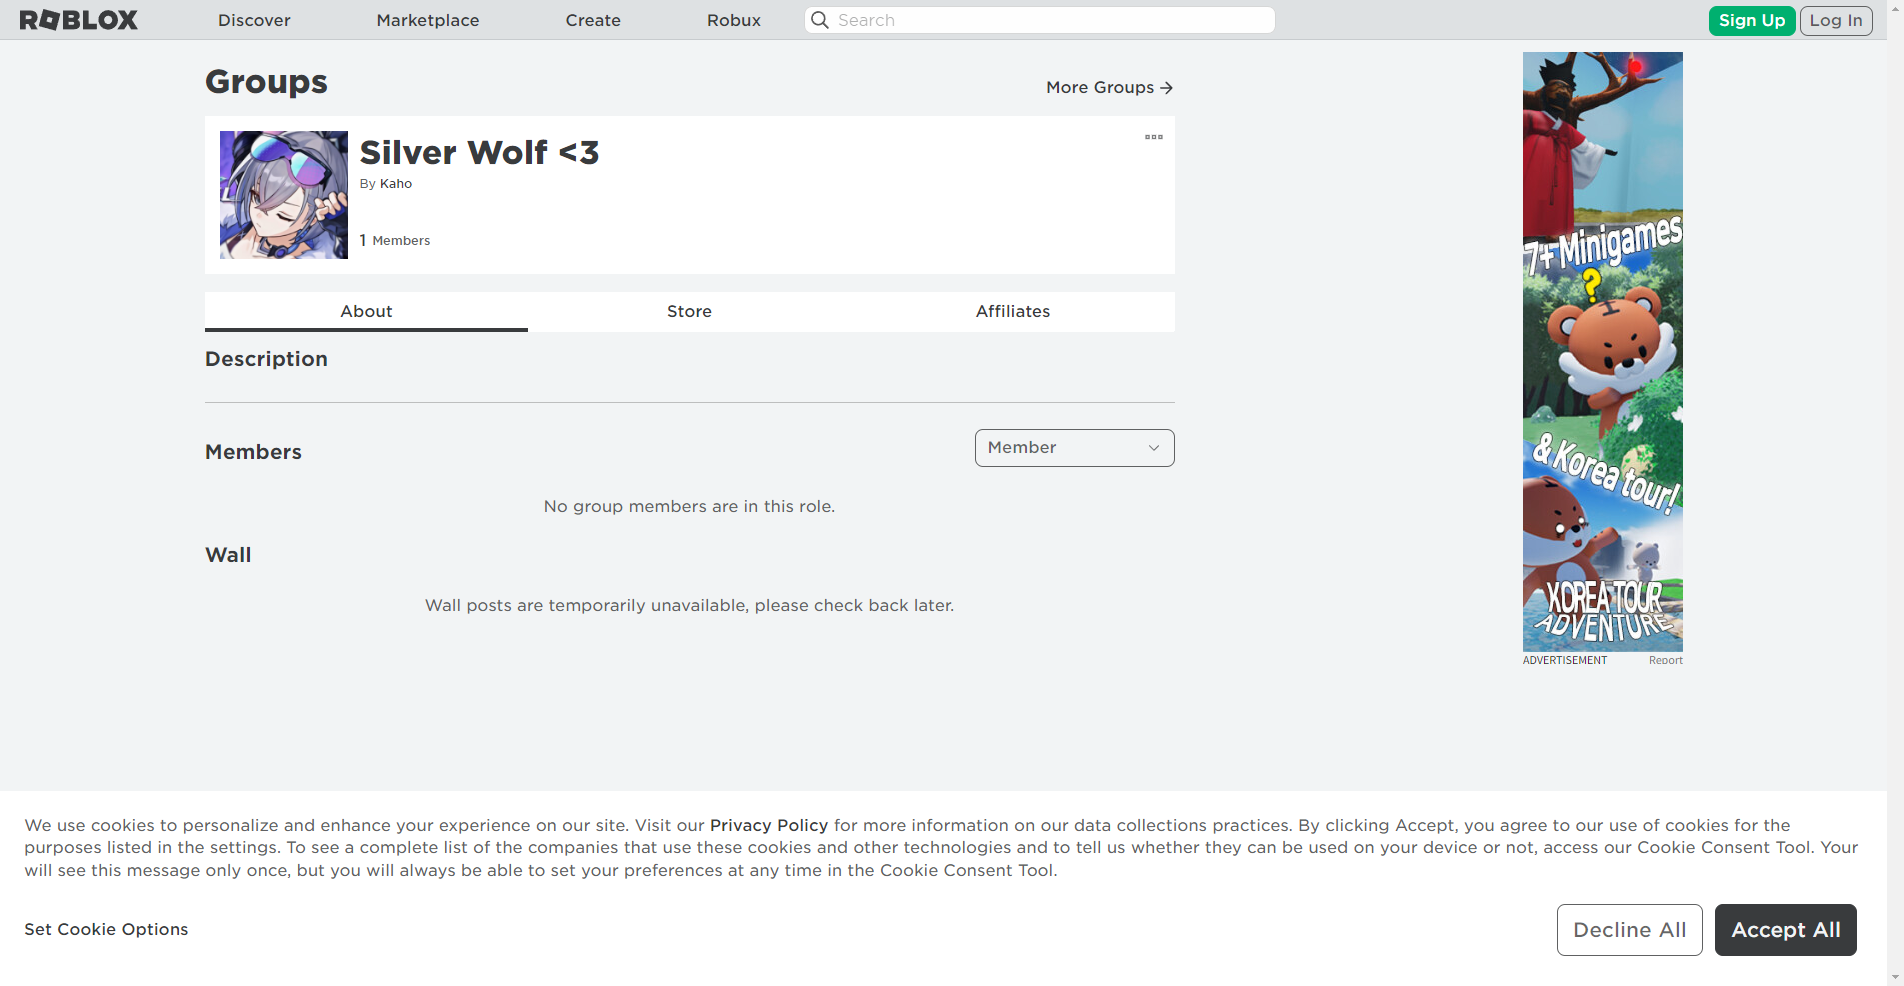 ROBLOX
Discover
Marketplace
Create
Robux
Search
Sign Up
Log In
Groups
More Groups
Silver Wolf <3
By Kaho
1 Members
About
Store
Affiliates
Description
Members
Member
No group members are in this role.
Wall
Wall posts are temporarily unavailable, please check back later.
7+ Minigames
?
& Korea tour!
KOREA TOUR
ADVENTURE
ADVERTISEMENT
Report
We use cookies to personalize and enhance your experience on our site. Visit our Privacy Policy for more information on our data collections practices. By clicking Accept, you agree to our use of cookies for the
purposes listed in the settings. To see a complete list of the companies that use these cookies and other technologies and to tell us whether they can be used on your device or not, access our Cookie Consent Tool. Your
will see this message only once, but you will always be able to set your preferences at any time in the Cookie Consent Tool.
Set Cookie Options
Decline All
Accept All